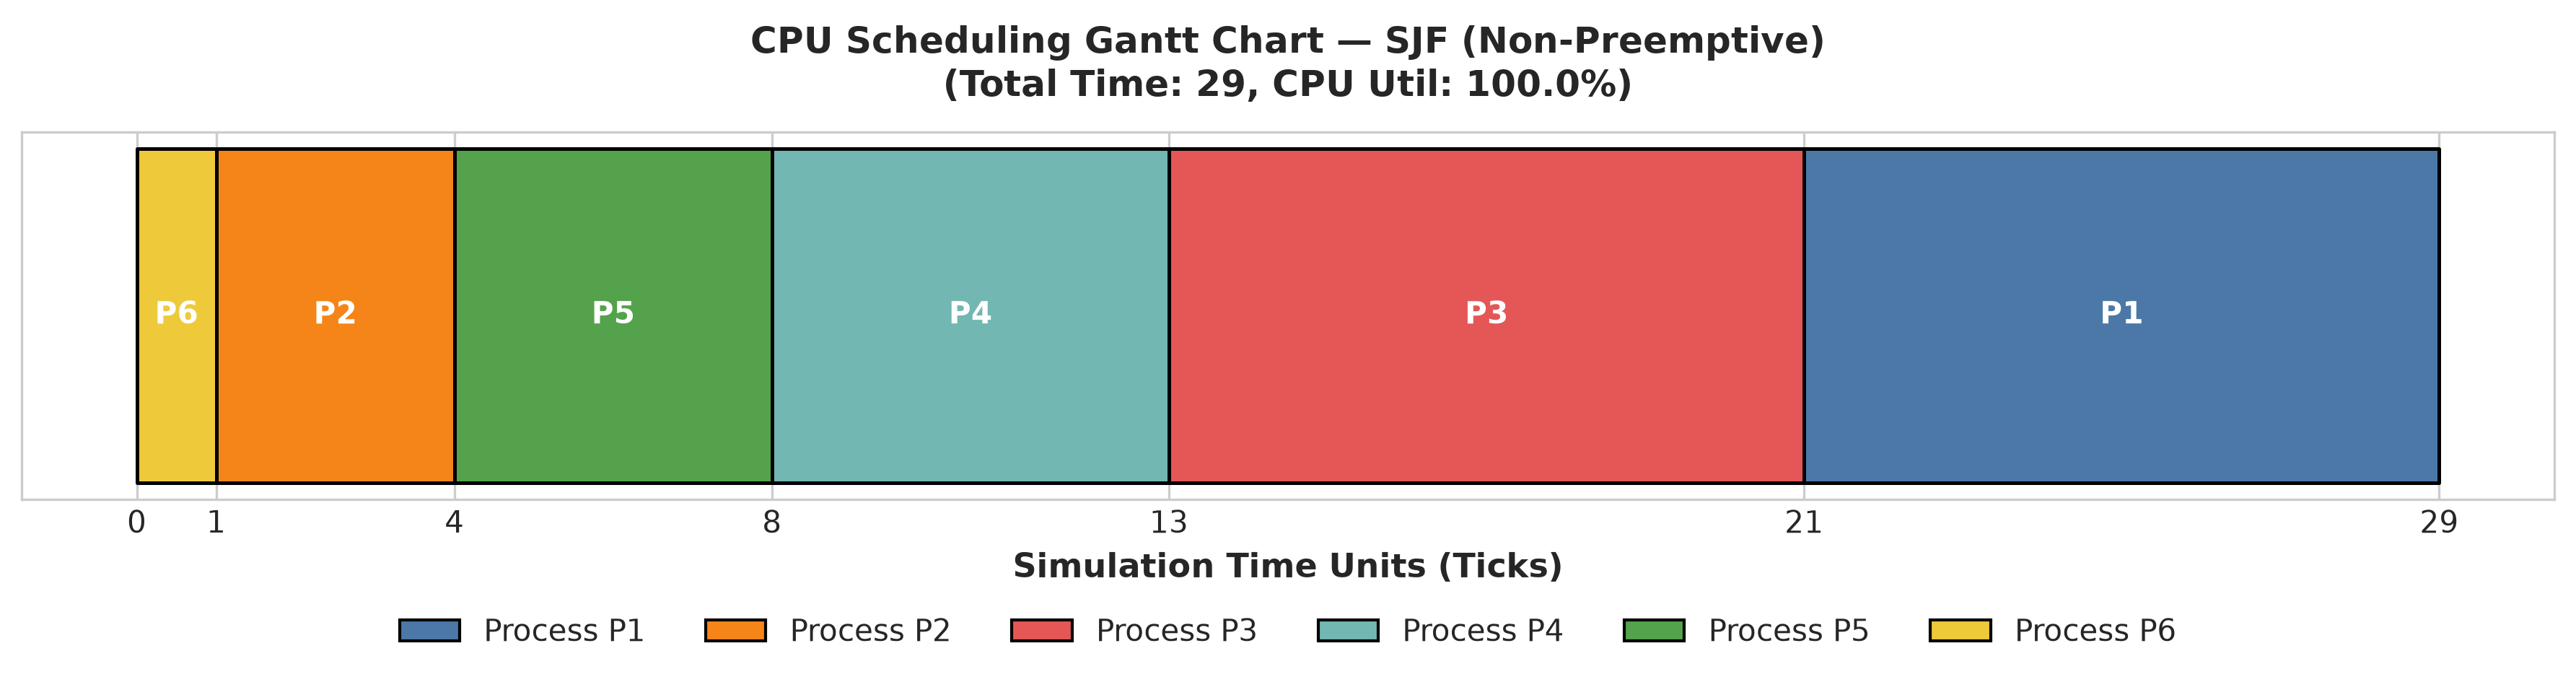 CPU Scheduling Gantt Chart — SJF (Non-Preemptive)
(Total Time: 29, CPU Util: 100.0%)
P6 P2 P5 P4 P3 P1
0 1 4 8 13 21 29
Simulation Time Units (Ticks)
Process P1 Process P2 Process P3 Process P4 Process P5 Process P6